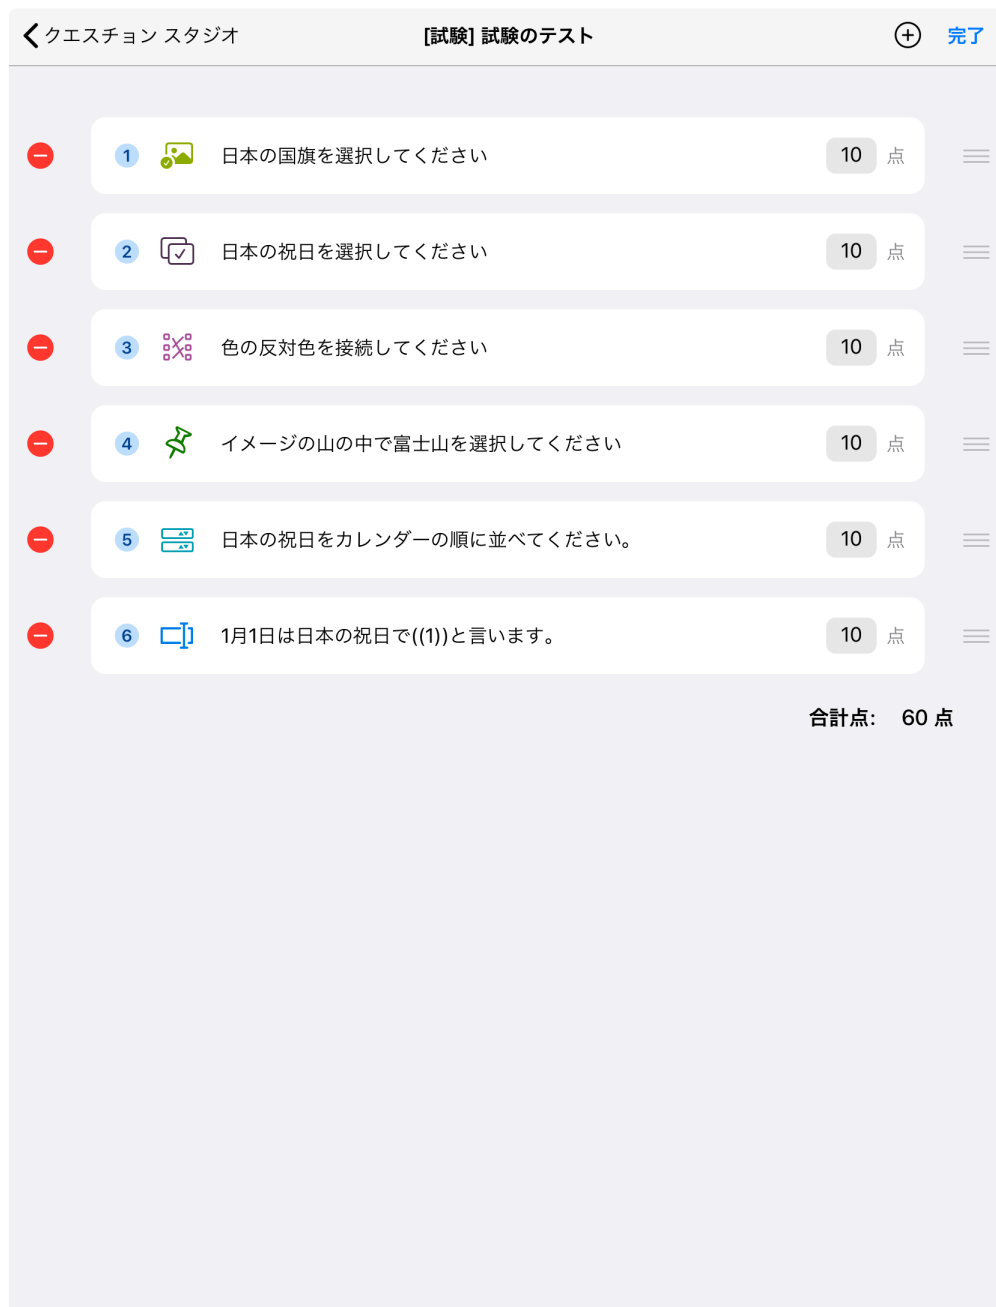 クエスチョン スタジオ
[試験] 試験のテスト
完了
1 日本の国旗を選択してください 10 点
2 日本の祝日を選択してください 10 点
3 色の反対色を接続してください 10 点
4 イメージの山の中で富士山を選択してください 10 点
5 日本の祝日をカレンダーの順に並べてください。 10 点
6 1月1日は日本の祝日で((1))と言います。 10 点
合計点: 60 点